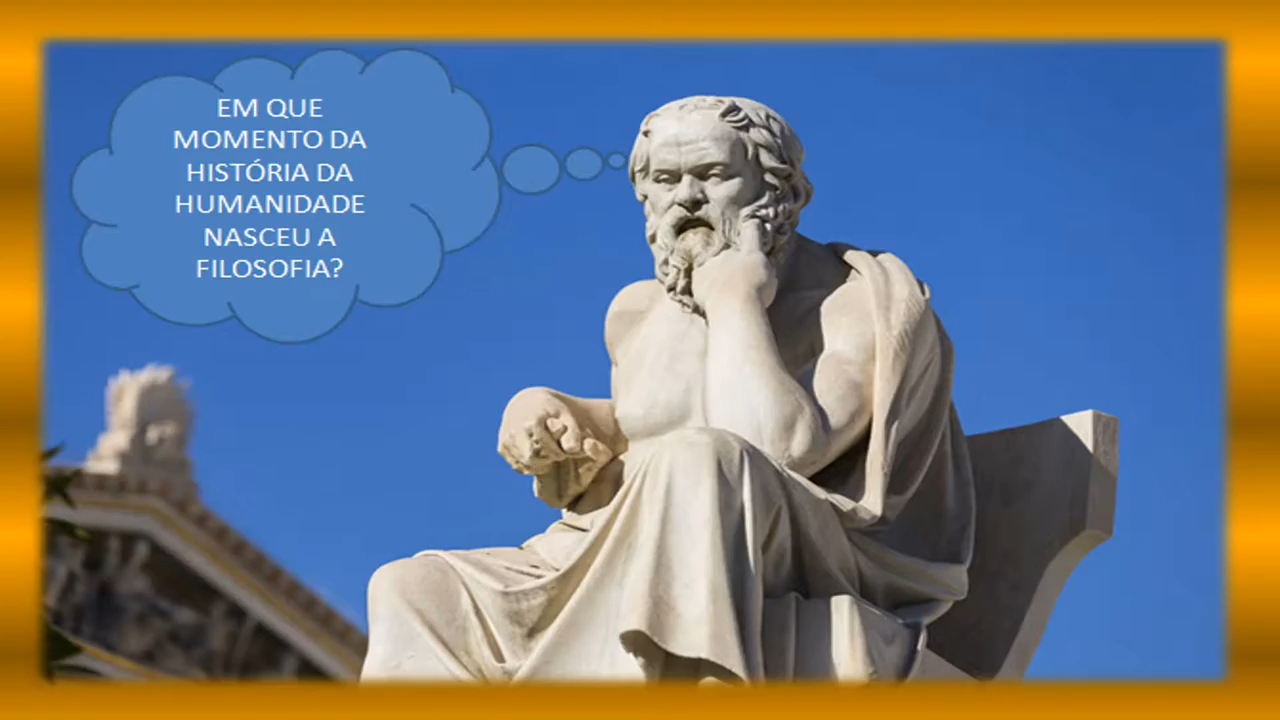 EM QUE
MOMENTO DA
HISTÓRIA DA
HUMANIDADE
NASCEU A
FILOSOFIA?